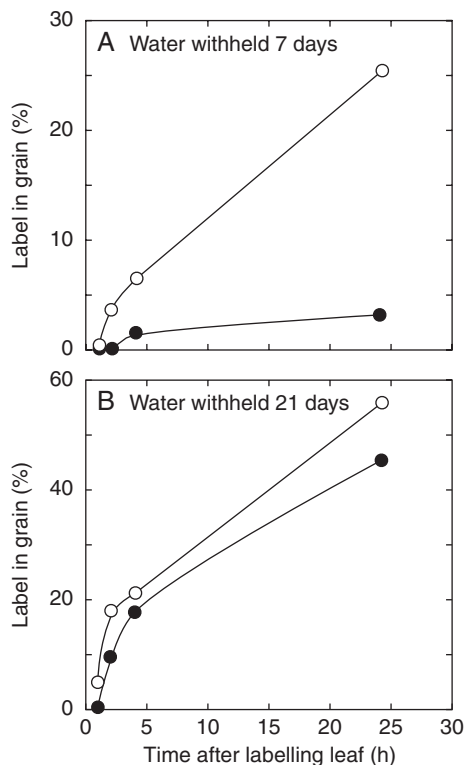 30
A Water withheld 7 days
20
Label in grain (%)
10
0
60
B Water withheld 21 days
40
Label in grain (%)
20
0
0 5 10 15 20 25 30
Time after labelling leaf (h)